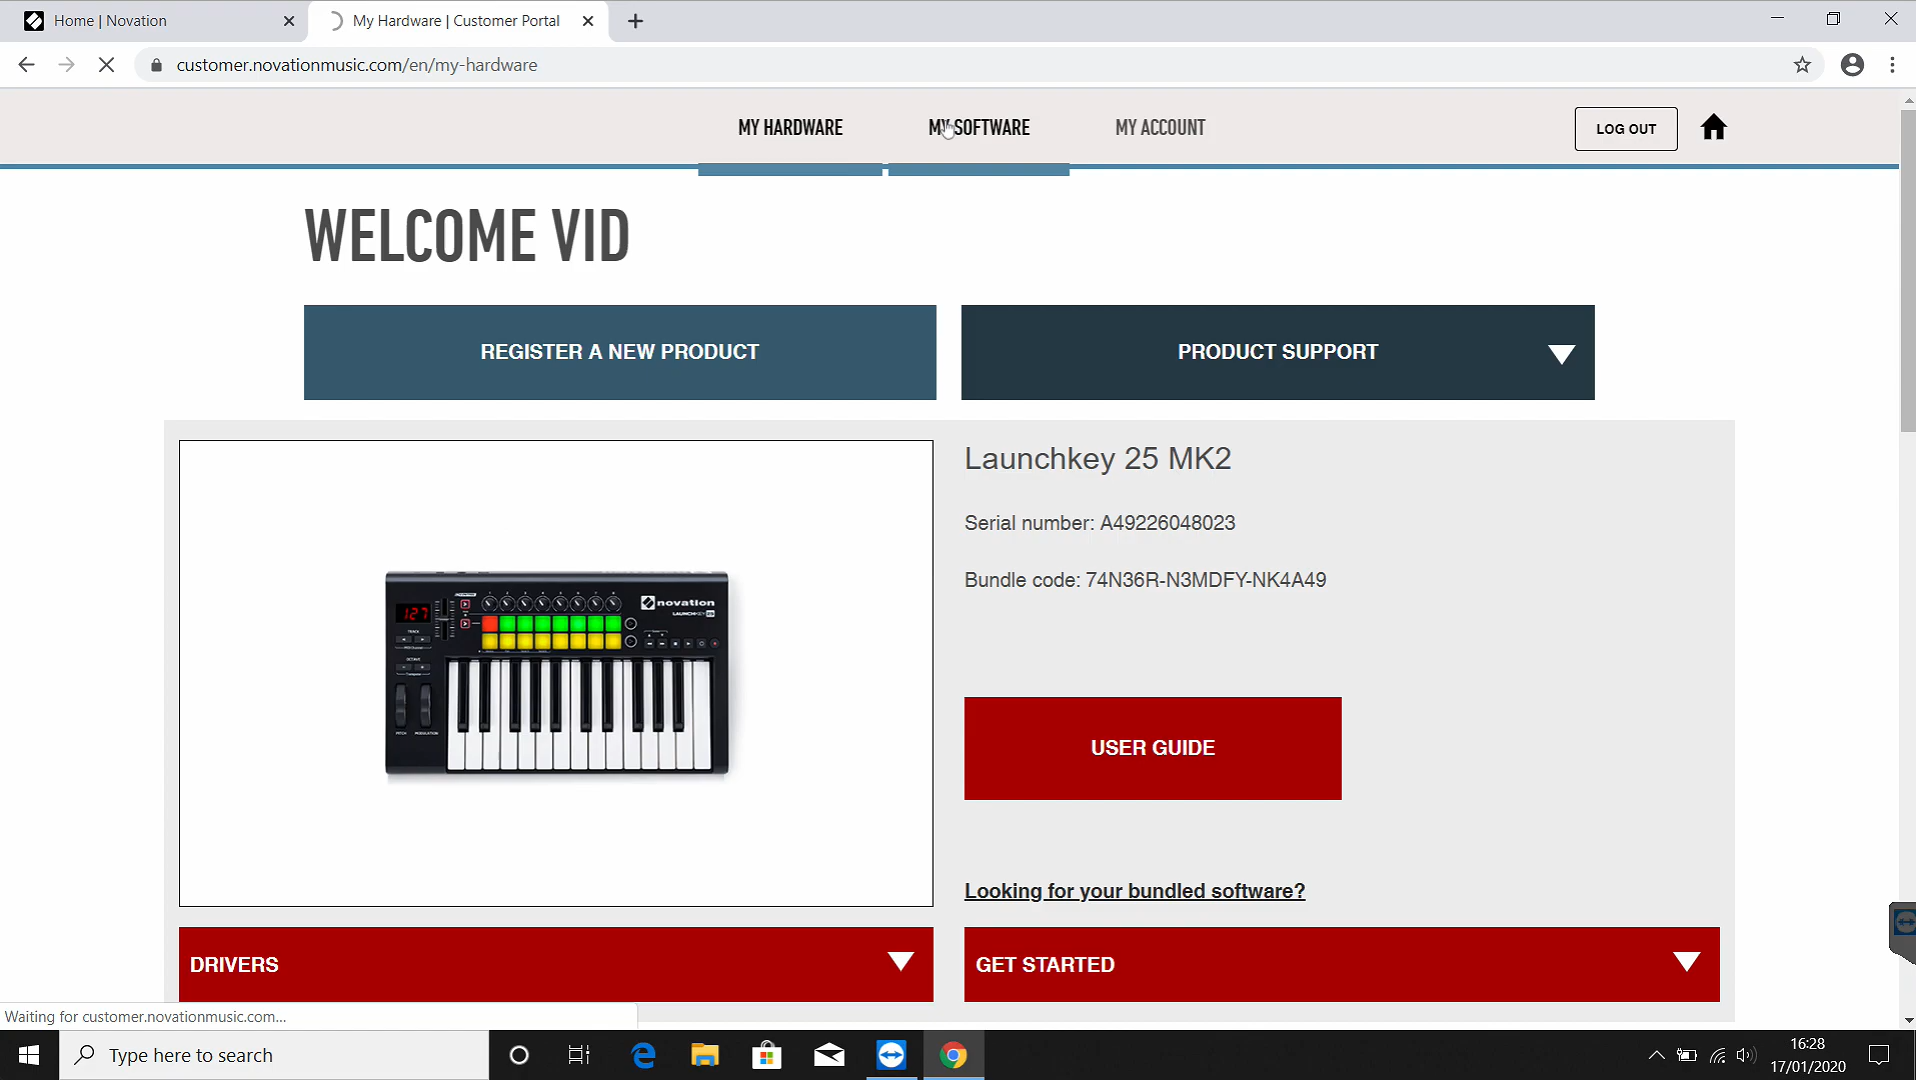 Home | Novation
My Hardware | Customer Portal
customer.novationmusic.com/en/my-hardware
MY HARDWARE
MY SOFTWARE
MY ACCOUNT
LOG OUT
WELCOME VID
REGISTER A NEW PRODUCT
PRODUCT SUPPORT
Launchkey 25 MK2
Serial number: A49226048023
Bundle code: 74N36R-N3MDFY-NK4A49
127
novation
USER GUIDE
Looking for your bundled software?
DRIVERS
GET STARTED
Waiting for customer.novationmusic.com...
Type here to search
16:28
17/01/2020